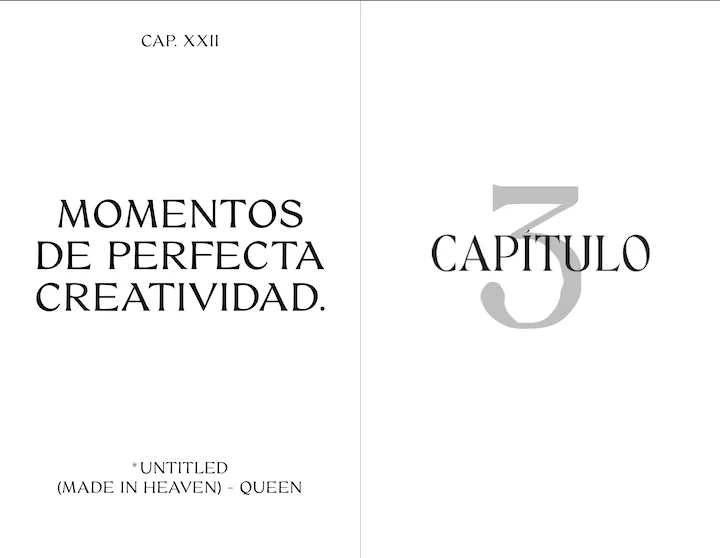 CAP. XXII
MOMENTOS
DE PERFECTA
CREATIVIDAD.
*UNTITLED
(MADE IN HEAVEN) - QUEEN
3
CAPÍTULO